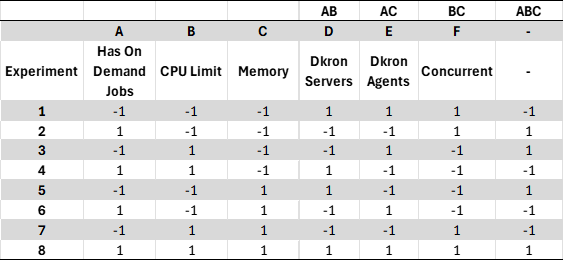 AB AC BC ABC
A B C D E F -
Experiment Has On Demand Jobs CPU Limit Memory Dkron Servers Dkron Agents Concurrent -
1 -1 -1 -1 1 1 1 -1
2 1 -1 -1 -1 -1 1 1
3 -1 1 -1 -1 1 -1 1
4 1 1 -1 1 -1 -1 -1
5 -1 -1 1 1 -1 -1 1
6 1 -1 1 -1 1 -1 -1
7 -1 1 1 -1 -1 1 -1
8 1 1 1 1 1 1 1